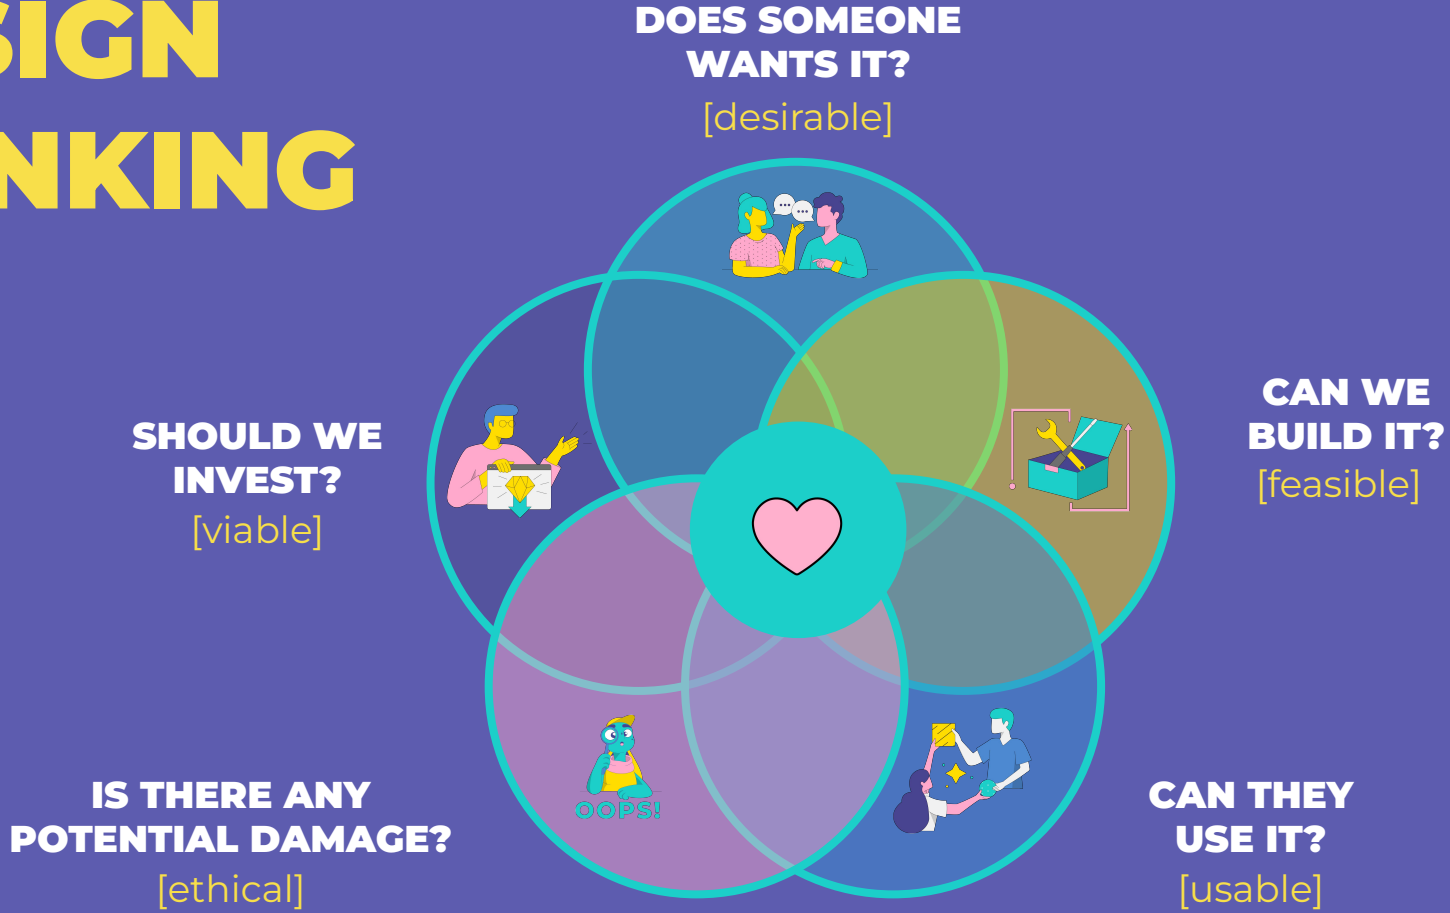 SIGN
NKING
DOES SOMEONE
WANTS IT?
[desirable]
CAN WE
BUILD IT?
[feasible]
SHOULD WE
INVEST?
[viable]
OOPS!
IS THERE ANY
POTENTIAL DAMAGE?
[ethical]
CAN THEY
USE IT?
[usable]